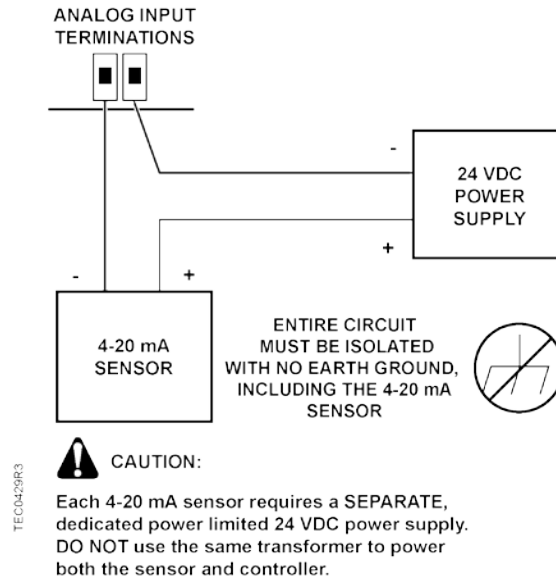 ANALOG INPUT
TERMINATIONS
-
24 VDC
POWER
SUPPLY
+
-
+
4-20 mA
SENSOR
ENTIRE CIRCUIT
MUST BE ISOLATED
WITH NO EARTH GROUND,
INCLUDING THE 4-20 mA
SENSOR
CAUTION:
TEC0429R3
Each 4-20 mA sensor requires a SEPARATE,
dedicated power limited 24 VDC power supply.
DO NOT use the same transformer to power
both the sensor and controller.